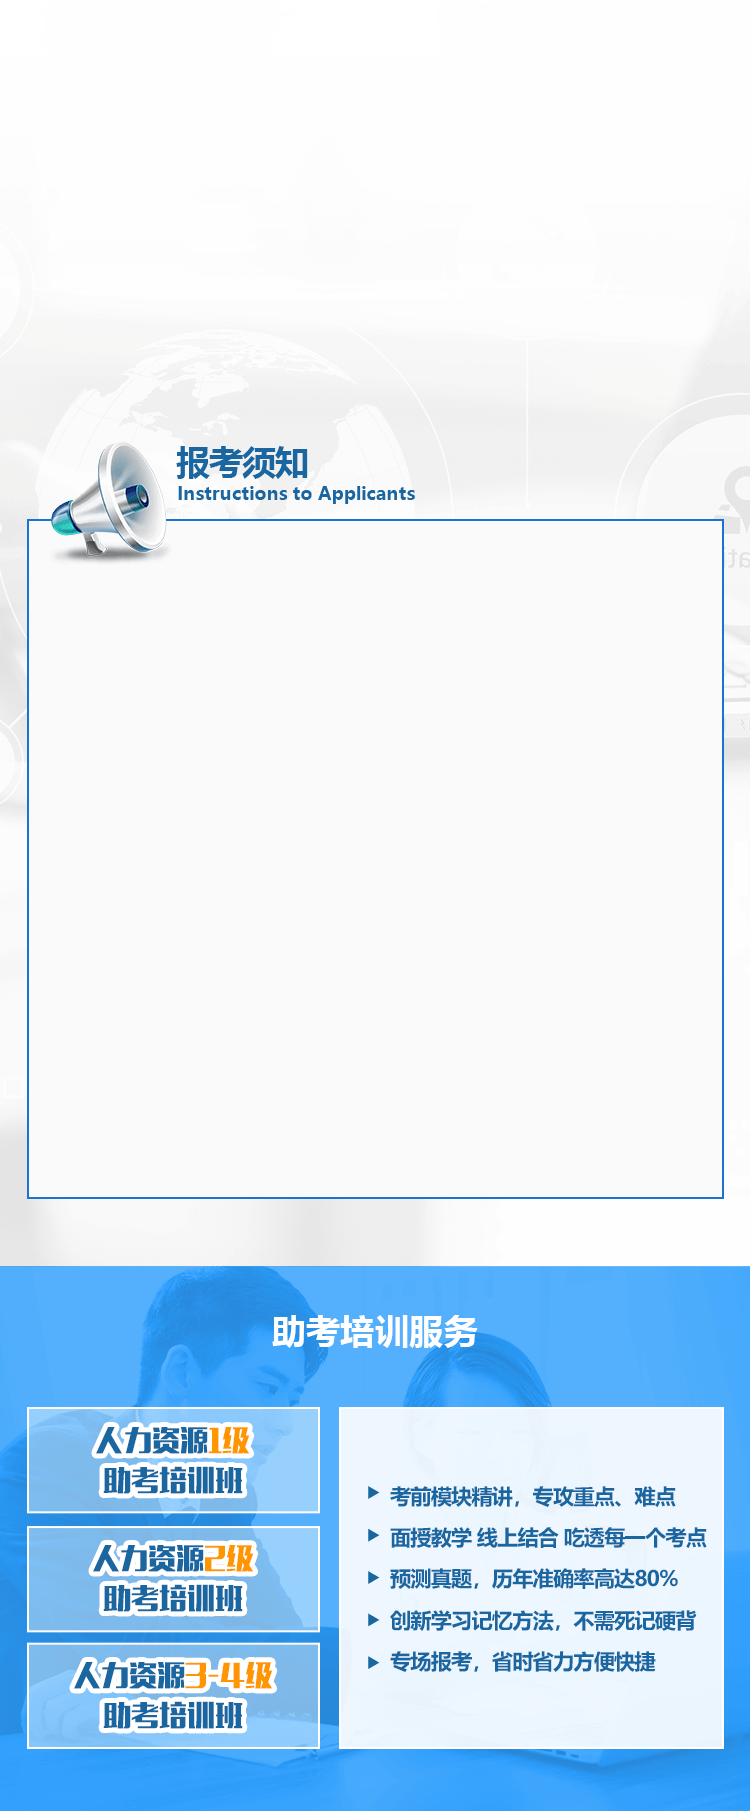 报考须知
Instructions to Applicants
助考培训服务
人力资源1级
助考培训班
人力资源2级
助考培训班
人力资源3-4级
助考培训班
考前模块精讲，专攻重点、难点
面授教学 线上结合 吃透每一个考点
预测真题，历年准确率高达80%
创新学习记忆方法，不需死记硬背
专场报考，省时省力方便快捷